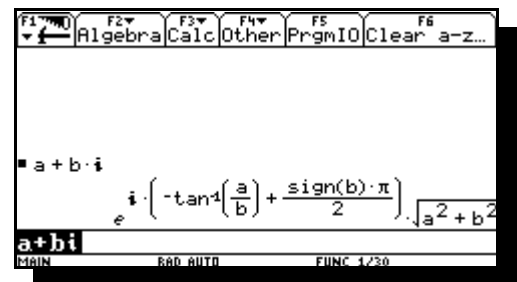 F1 F2 F3 F4 F5 F6
Algebra Calc Other PrgmIO Clear a-z…
a + b·i
e^(i·(-tan⁻¹(a/b) + sign(b)·π/2))·√(a² + b²
a+bi
MAIN RAD AUTO FUNC 1/30